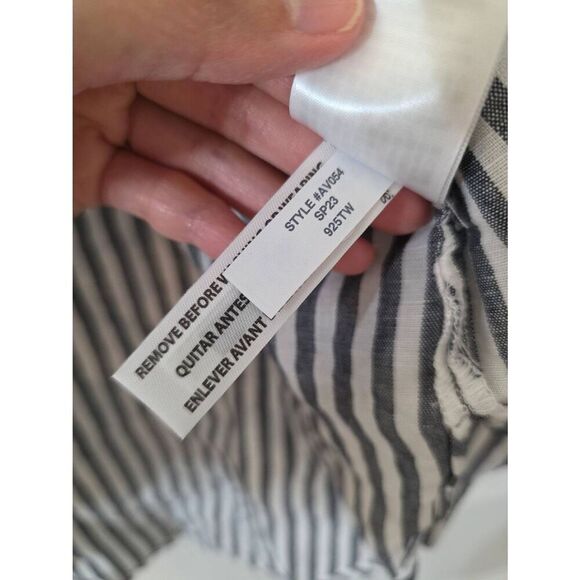 STYLE #AV054
SP23
925TW
REMOVE BEFORE
QUITAR ANTES
ENLEVER AVANT